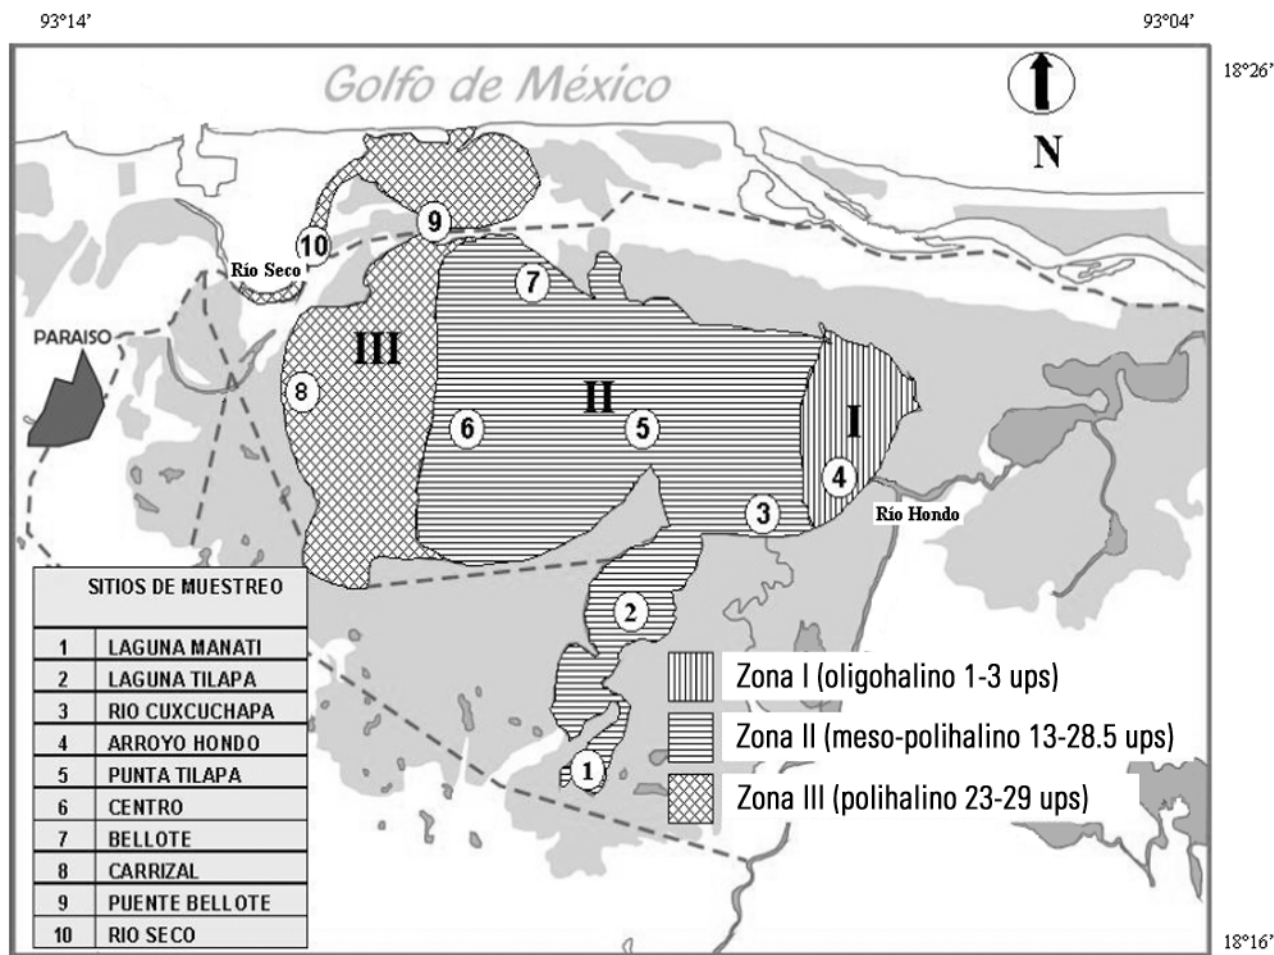 93°14’
93°04’
18°26’
Golfo de México
N
9
10
Río Seco
7
PARAISO
III
8
II
I
6
5
4
3
Río Hondo
2
1
SITIOS DE MUESTREO
1 LAGUNA MANATI
2 LAGUNA TILAPA
3 RIO CUXCUCHAPA
4 ARROYO HONDO
5 PUNTA TILAPA
6 CENTRO
7 BELLOTE
8 CARRIZAL
9 PUENTE BELLOTE
10 RIO SECO
Zona I (oligohalino 1-3 ups)
Zona II (meso-polihalino 13-28.5 ups)
Zona III (polihalino 23-29 ups)
18°16’